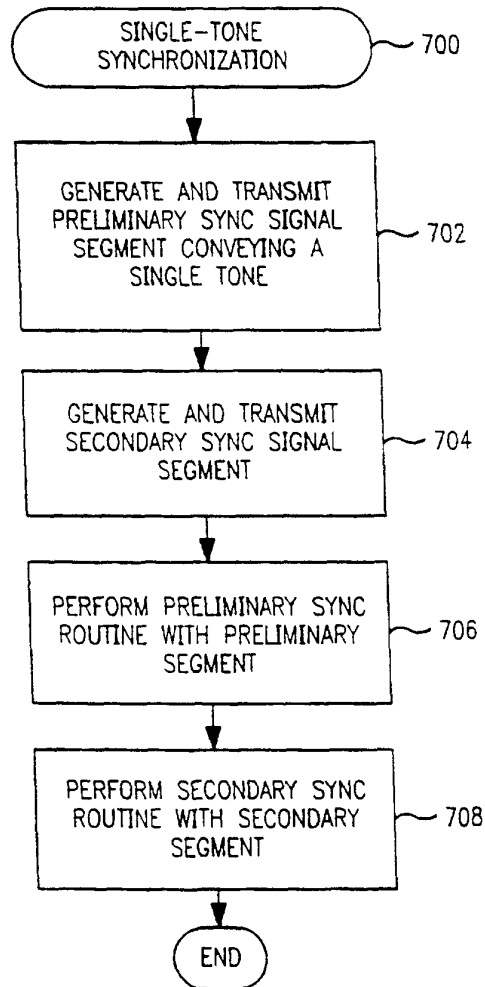 SINGLE-TONE
SYNCHRONIZATION
700
GENERATE AND TRANSMIT
PRELIMINARY SYNC SIGNAL
SEGMENT CONVEYING A
SINGLE TONE
702
GENERATE AND TRANSMIT
SECONDARY SYNC SIGNAL
SEGMENT
704
PERFORM PRELIMINARY SYNC
ROUTINE WITH PRELIMINARY
SEGMENT
706
PERFORM SECONDARY SYNC
ROUTINE WITH SECONDARY
SEGMENT
708
END